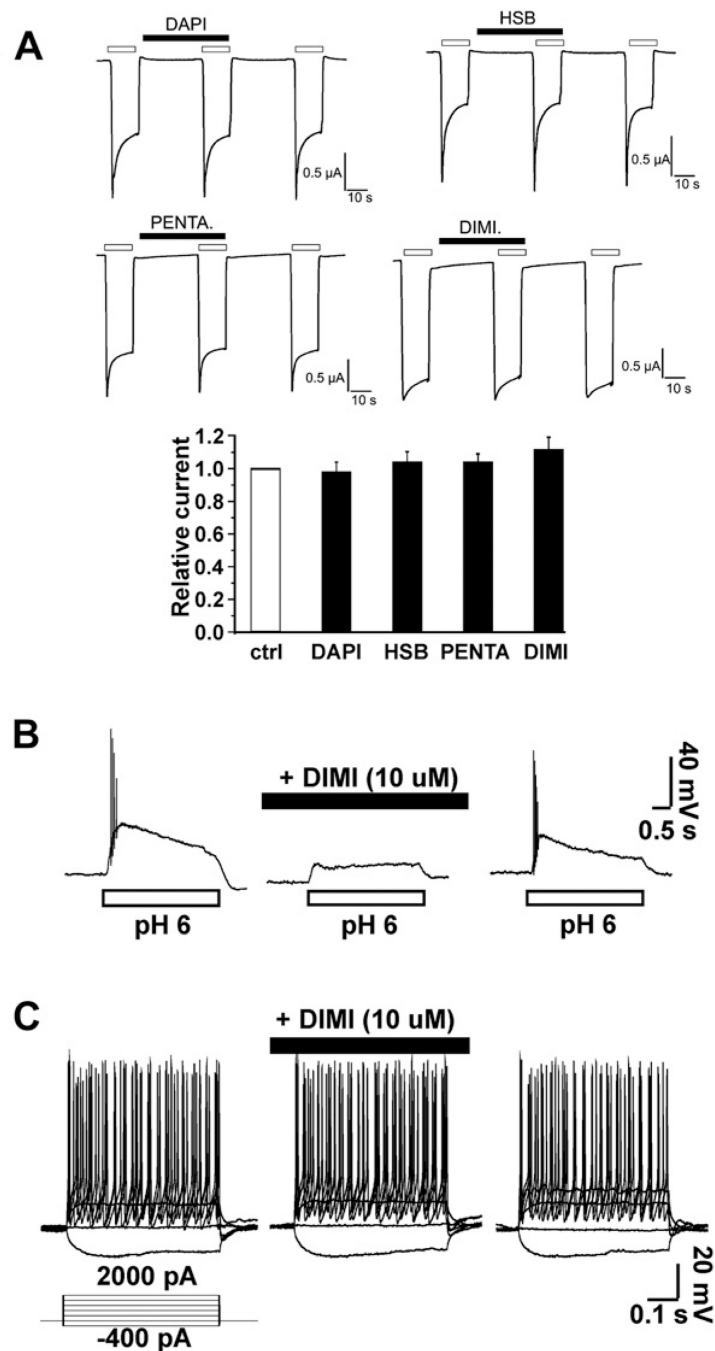 A
DAPI
0.5 µA
10 s
HSB
0.5 µA
10 s
PENTA.
0.5 µA
10 s
DIMI.
0.5 µA
10 s
Relative current
1.2
1.0
0.8
0.6
0.4
0.2
0.0
ctrl DAPI HSB PENTA DIMI
B
+ DIMI (10 uM)
40 mV
0.5 s
pH 6
pH 6
pH 6
C
+ DIMI (10 uM)
2000 pA
-400 pA
20 mV
0.1 s